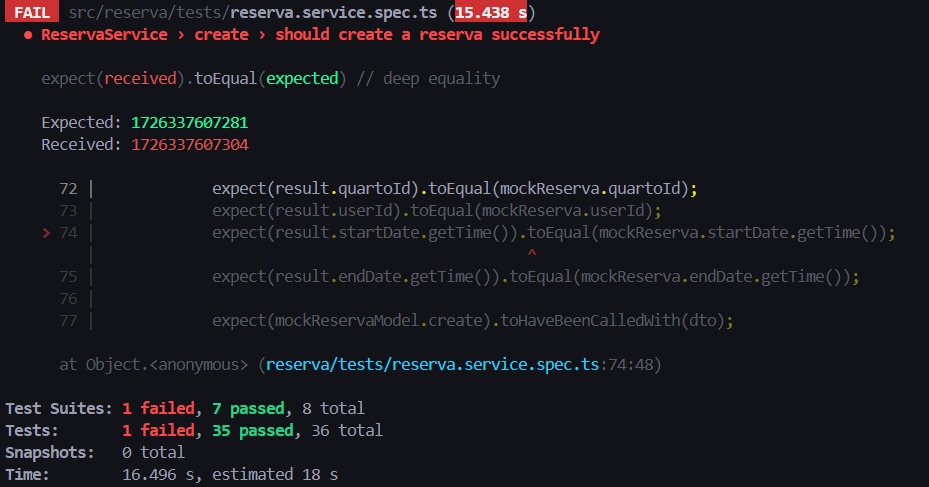 FAIL src/reserva/tests/reserva.service.spec.ts (15.438 s)
● ReservaService › create › should create a reserva successfully
expect(received).toEqual(expected) // deep equality
Expected: 1726337607281
Received: 1726337607304
72 | expect(result.quartoId).toEqual(mockReserva.quartoId);
73 | expect(result.userId).toEqual(mockReserva.userId);
> 74 | expect(result.startDate.getTime()).toEqual(mockReserva.startDate.getTime());
| ^
75 | expect(result.endDate.getTime()).toEqual(mockReserva.endDate.getTime());
76 |
77 | expect(mockReservaModel.create).toHaveBeenCalledWith(dto);
at Object.<anonymous> (reserva/tests/reserva.service.spec.ts:74:48)
Test Suites: 1 failed, 7 passed, 8 total
Tests: 1 failed, 35 passed, 36 total
Snapshots: 0 total
Time: 16.496 s, estimated 18 s